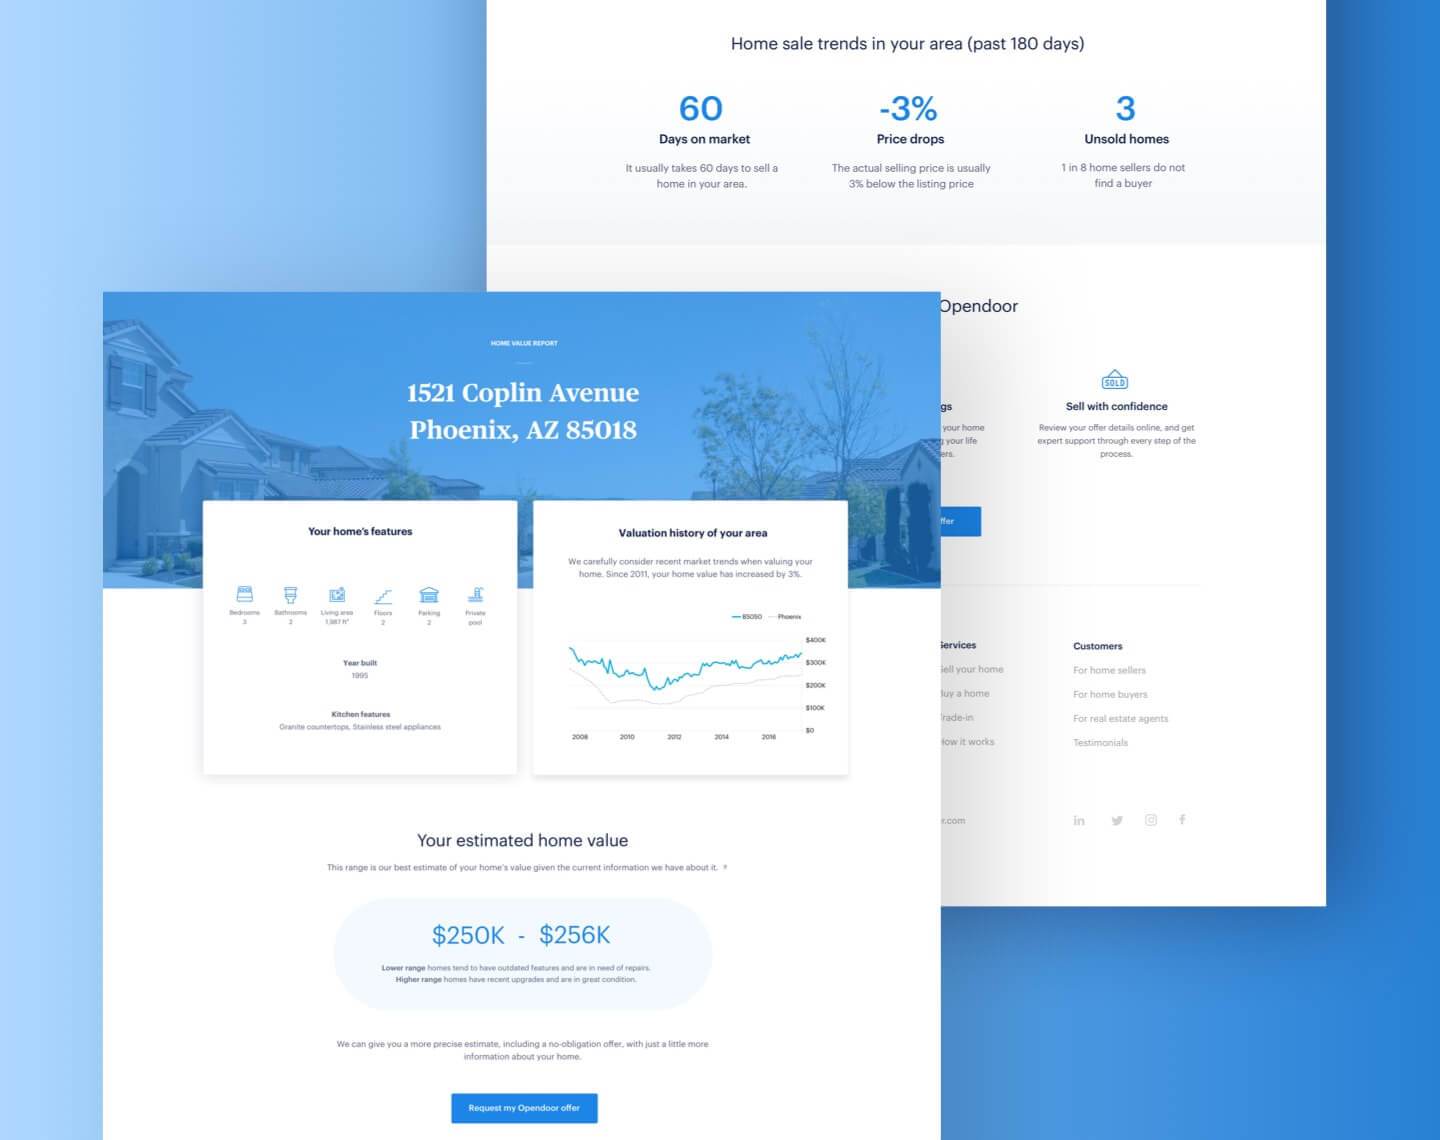 Home sale trends in your area (past 180 days)
60
Days on market
It usually takes 60 days to sell a
home in your area.
-3%
Price drops
The actual selling price is usually
3% below the listing price
3
Unsold homes
1 in 8 home sellers do not
find a buyer
Opendoor
gs
your home
your life
ers.
SOLD
Sell with confidence
Review your offer details online, and get
expert support through every step of the
process.
ffer
Services
Sell your home
Buy a home
Trade-in
How it works
Customers
For home sellers
For home buyers
For real estate agents
Testimonials
r.com
HOME VALUE REPORT
1521 Coplin Avenue
Phoenix, AZ 85018
Your home's features
Bedrooms
3
Bathrooms
2
Living area
1,987 ft²
Floors
2
Parking
2
Private
pool
Year built
1995
Kitchen features
Granite countertops, Stainless steel appliances
Valuation history of your area
We carefully consider recent market trends when valuing your
home. Since 2011, your home value has increased by 3%.
85050
Phoenix
$400K
$300K
$200K
$100K
$0
2008 2010 2012 2014 2016
Your estimated home value
This range is our best estimate of your home's value given the current information we have about it. ?
$250K - $256K
Lower range homes tend to have outdated features and are in need of repairs.
Higher range homes have recent upgrades and are in great condition.
We can give you a more precise estimate, including a no-obligation offer, with just a little more
information about your home.
Request my Opendoor offer